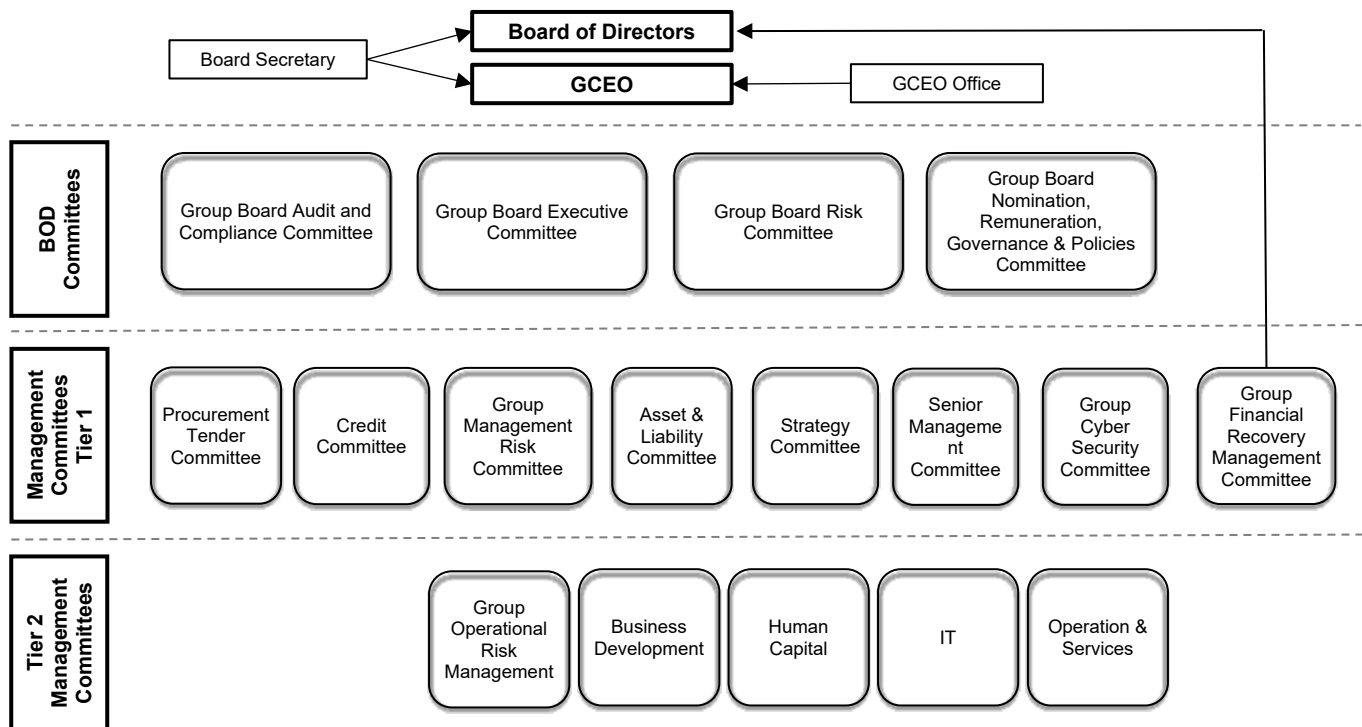 Board of Directors
Board Secretary
GCEO
GCEO Office
BOD
Committees
Group Board Audit and
Compliance Committee
Group Board Executive
Committee
Group Board Risk
Committee
Group Board
Nomination,
Remuneration,
Governance & Policies
Committee
Management
Committees
Tier 1
Procurement
Tender
Committee
Credit
Committee
Group
Management
Risk
Committee
Asset &
Liability
Committee
Strategy
Committee
Senior
Manageme
nt
Committee
Group
Cyber
Security
Committee
Group
Financial
Recovery
Management
Committee
Tier 2
Management
Committees
Group
Operational
Risk
Management
Business
Development
Human
Capital
IT
Operation &
Services